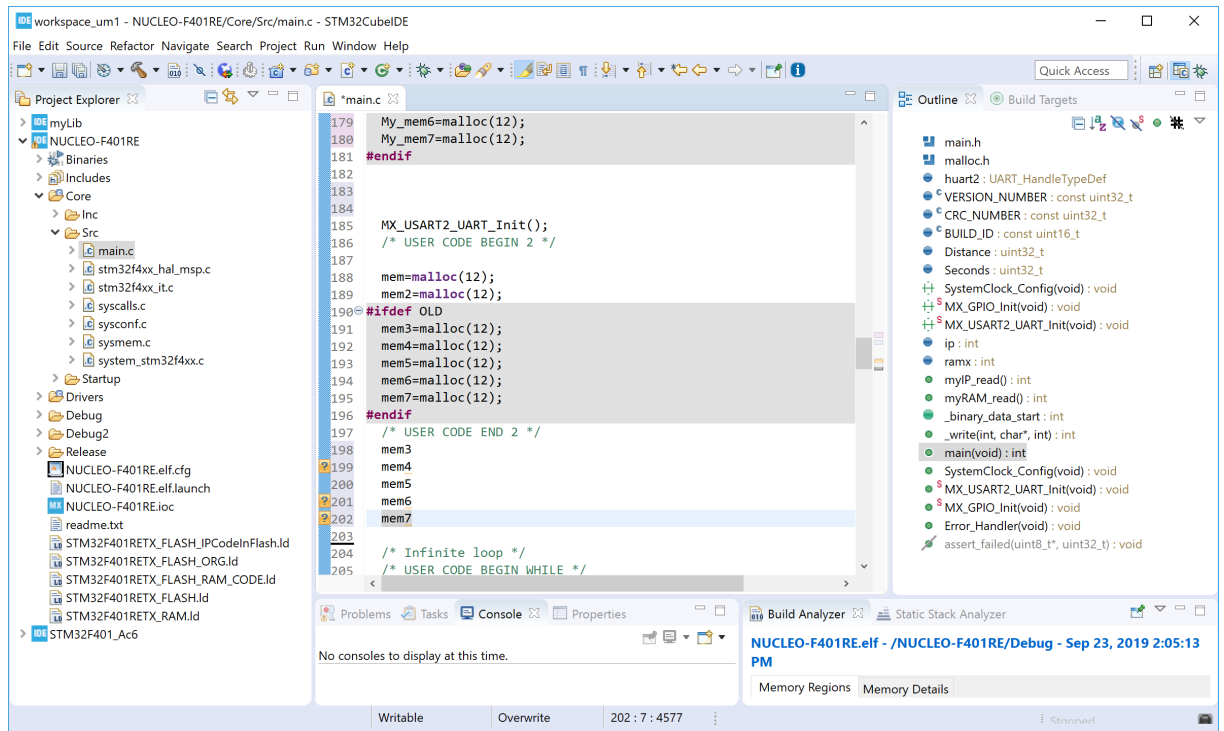 IDE workspace_um1 - NUCLEO-F401RE/Core/Src/main.c - STM32CubeIDE
File Edit Source Refactor Navigate Search Project Run Window Help
Quick Access
Project Explorer
myLib
NUCLEO-F401RE
Binaries
Includes
Core
Inc
Src
main.c
stm32f4xx_hal_msp.c
stm32f4xx_it.c
syscalls.c
sysconf.c
sysmem.c
system_stm32f4xx.c
Startup
Drivers
Debug
Debug2
Release
NUCLEO-F401RE.elf.cfg
NUCLEO-F401RE.elf.launch
MX NUCLEO-F401RE.ioc
readme.txt
STM32F401RETX_FLASH_IPCodeInFlash.ld
STM32F401RETX_FLASH_ORG.ld
STM32F401RETX_FLASH_RAM_CODE.ld
STM32F401RETX_FLASH.ld
STM32F401RETX_RAM.ld
IDE STM32F401_Ac6
*main.c
179 My_mem6=malloc(12);
180 My_mem7=malloc(12);
181 #endif
182
183
184
185 MX_USART2_UART_Init();
186 /* USER CODE BEGIN 2 */
187
188 mem=malloc(12);
189 mem2=malloc(12);
190 #ifdef OLD
191 mem3=malloc(12);
192 mem4=malloc(12);
193 mem5=malloc(12);
194 mem6=malloc(12);
195 mem7=malloc(12);
196 #endif
197 /* USER CODE END 2 */
198 mem3
199 mem4
200 mem5
201 mem6
202 mem7
203
204 /* Infinite loop */
205 /* USER CODE BEGIN WHILE */
Outline Build Targets
main.h
malloc.h
huart2 : UART_HandleTypeDef
VERSION_NUMBER : const uint32_t
CRC_NUMBER : const uint32_t
BUILD_ID : const uint16_t
Distance : uint32_t
Seconds : uint32_t
SystemClock_Config(void) : void
MX_GPIO_Init(void) : void
MX_USART2_UART_Init(void) : void
ip : int
ramx : int
myIP_read() : int
myRAM_read() : int
_binary_data_start : int
_write(int, char*, int) : int
main(void) : int
SystemClock_Config(void) : void
MX_USART2_UART_Init(void) : void
MX_GPIO_Init(void) : void
Error_Handler(void) : void
assert_failed(uint8_t*, uint32_t) : void
Problems Tasks Console Properties
No consoles to display at this time.
Build Analyzer Static Stack Analyzer
NUCLEO-F401RE.elf - /NUCLEO-F401RE/Debug - Sep 23, 2019 2:05:13
PM
Memory Regions Memory Details
Writable Overwrite 202 : 7 : 4577 Stopped